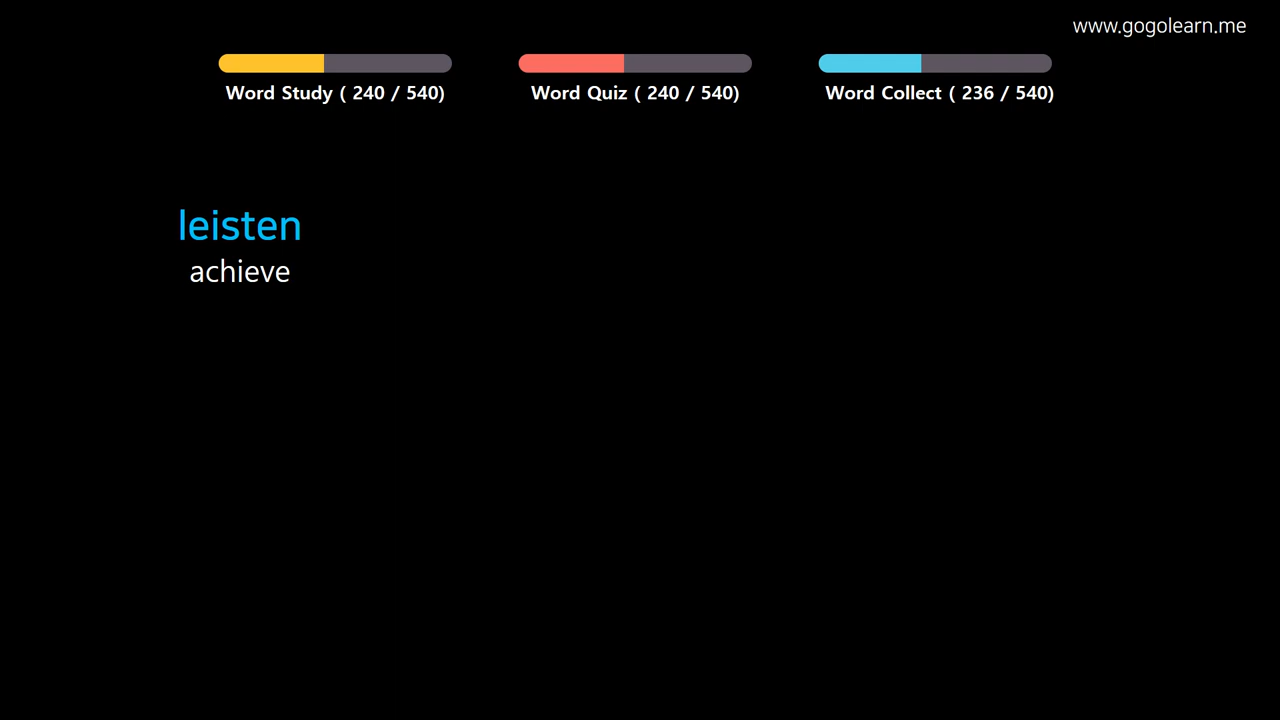 www.gogolearn.me
Word Study ( 240 / 540)
Word Quiz ( 240 / 540)
Word Collect ( 236 / 540)
leisten
achieve